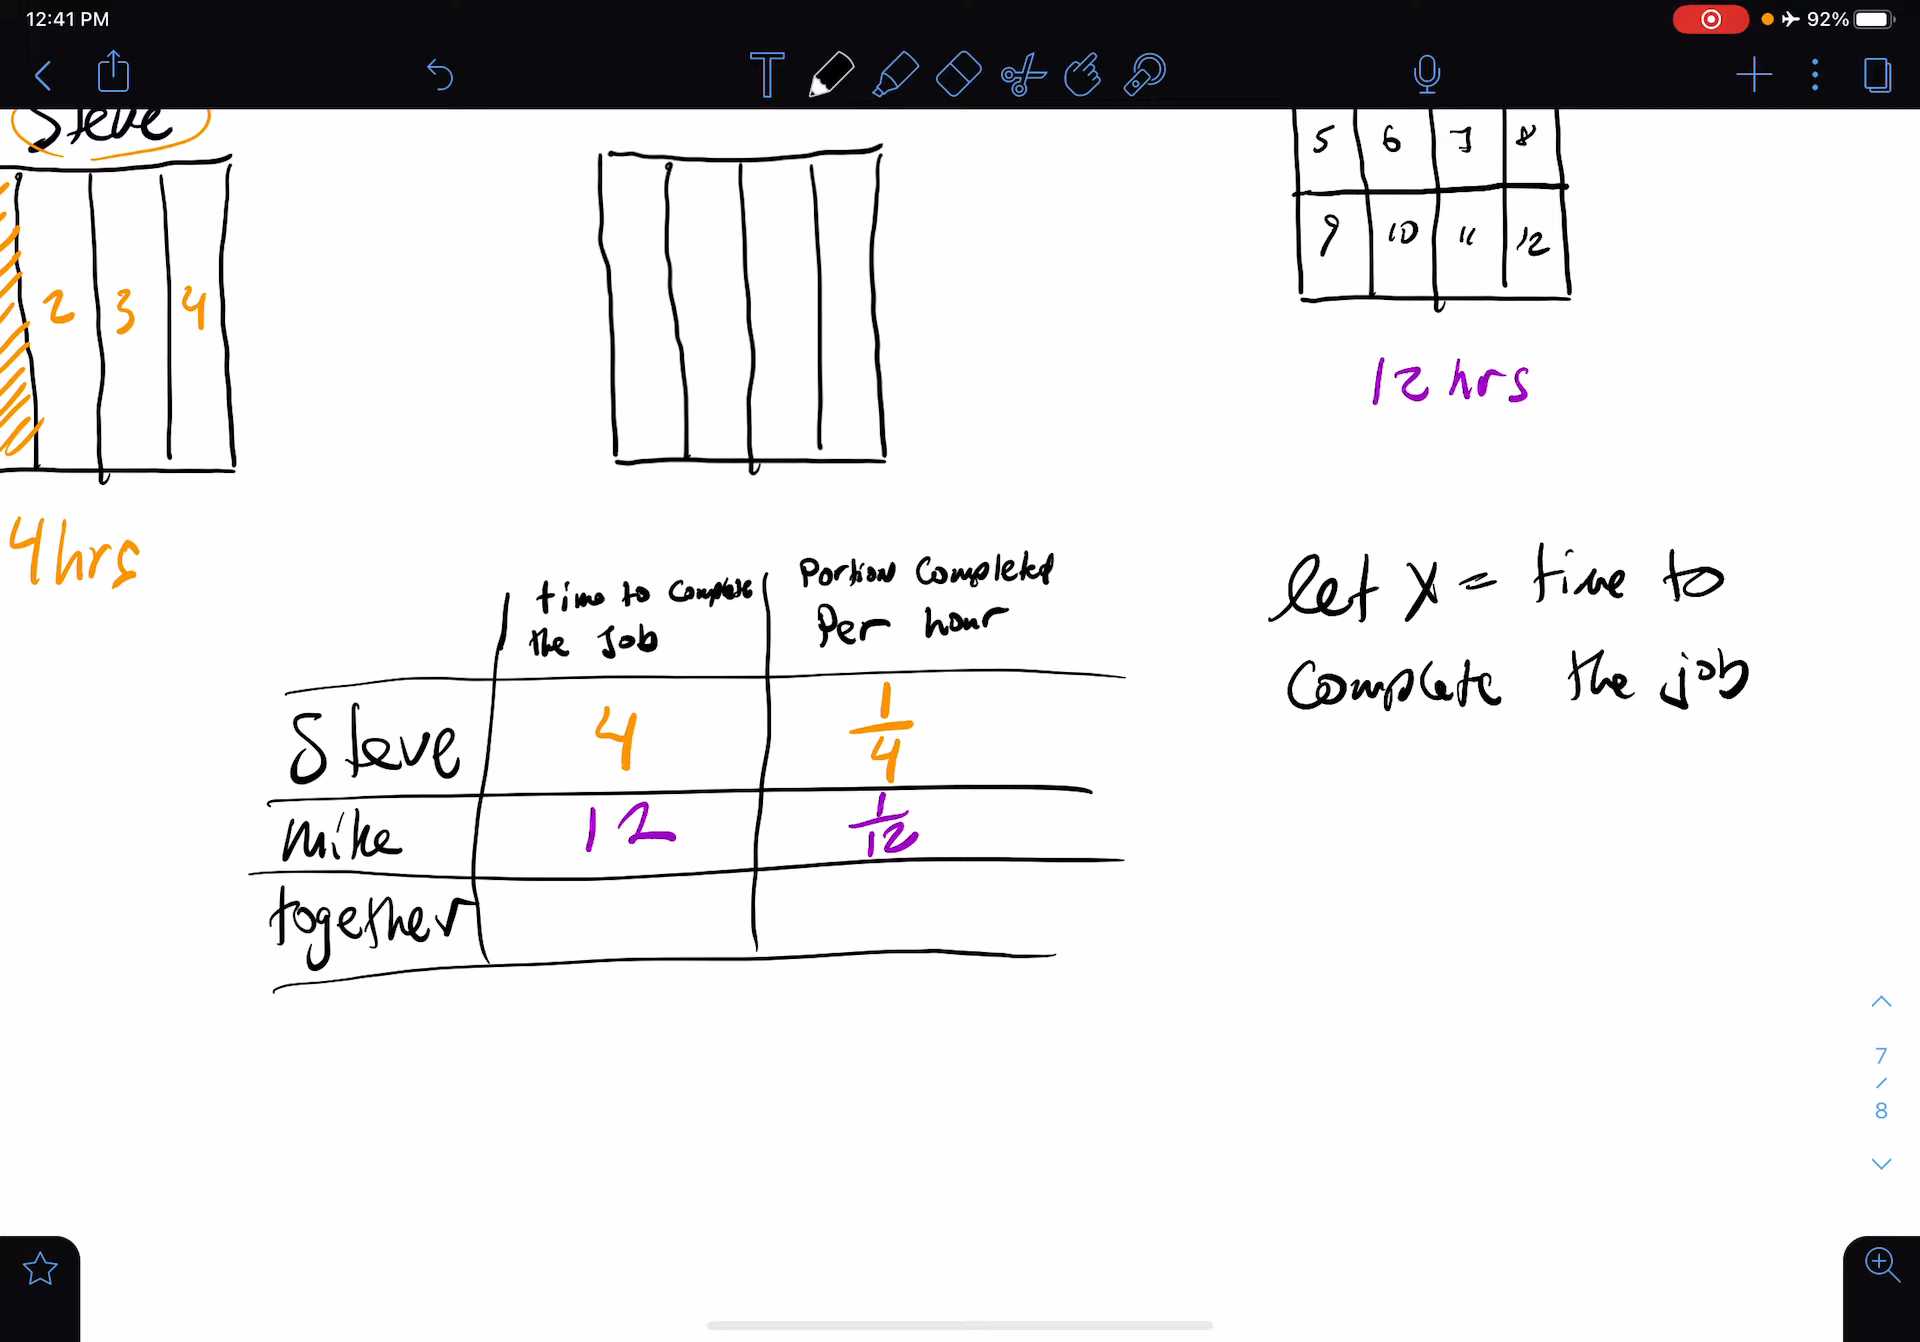 12:41 PM
92%
T
Steve
5 6 7 8
9 10 11 12
2 3 4
12 hrs
4hrs
time to complete
the job
Portion Completed
Per hour
let x = time to
Complete the job
Steve 4 1/4
Mike 12 1/12
together
7
/
8